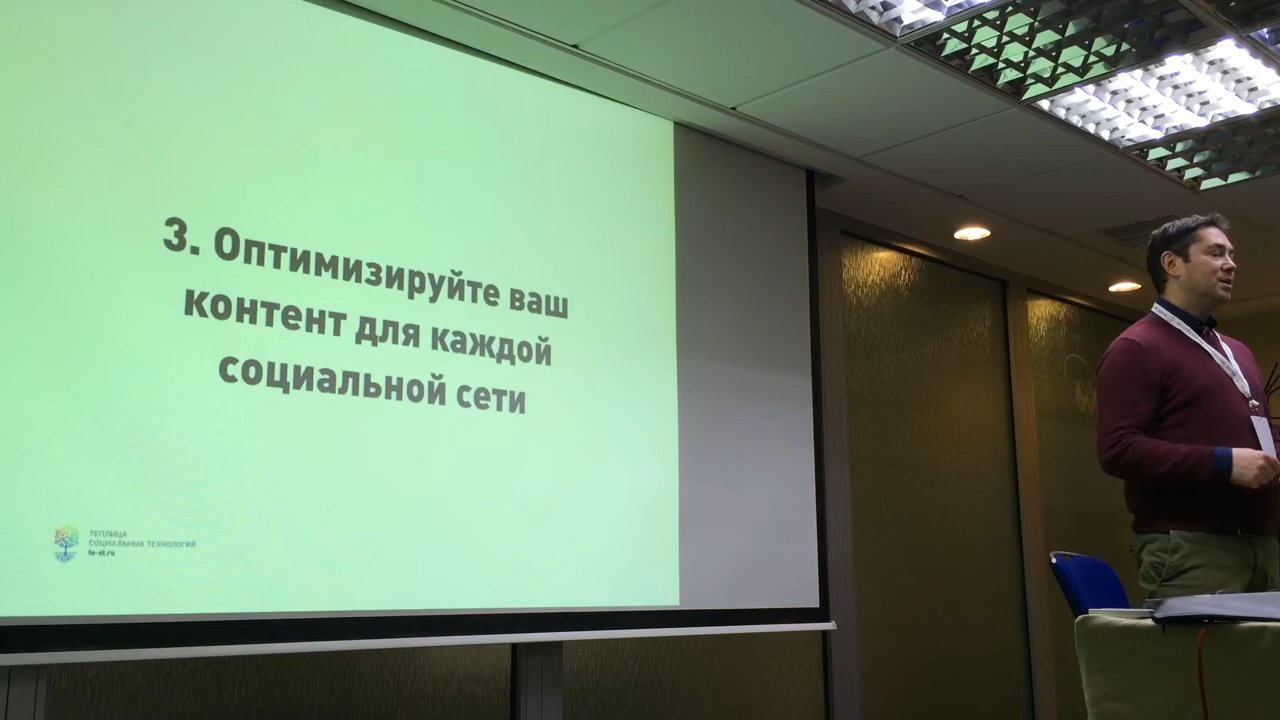 3. Оптимизируйте ваш
контент для каждой
социальной сети
ТЕПЛИЦА
СОЦИАЛЬНЫХ ТЕХНОЛОГИЙ
te-st.ru